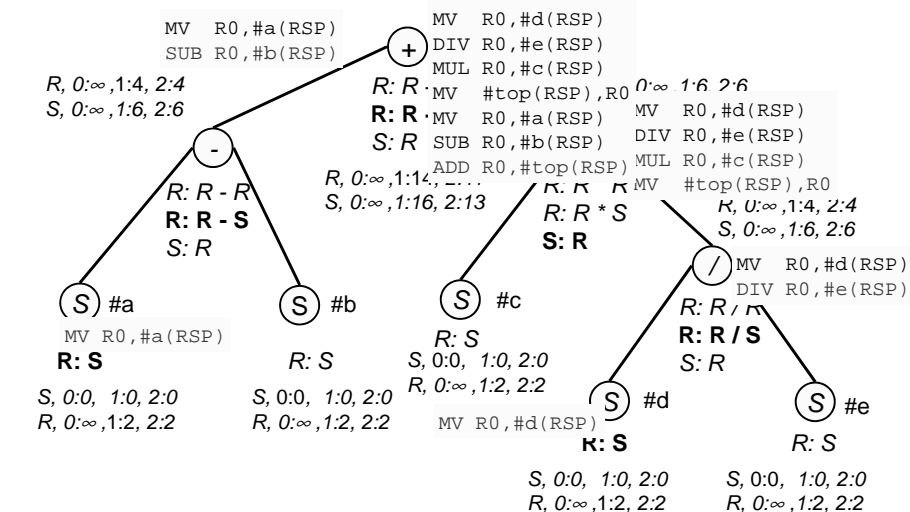 MV R0,#a(RSP)
SUB R0,#b(RSP)
+
MV R0,#d(RSP)
DIV R0,#e(RSP)
MUL R0,#c(RSP)
MV #top(RSP),R0
MV R0,#a(RSP)
SUB R0,#b(RSP)
ADD R0,#top(RSP)
R: R
R: R
S: R
R, 0:∞ ,1:4, 2:4
S, 0:∞ ,1:6, 2:6
0:∞ ,1:6, 2:6
MV R0,#d(RSP)
DIV R0,#e(RSP)
MUL R0,#c(RSP)
MV #top(RSP),R0
-
R: R - R
R: R - S
S: R
R, 0:∞ ,1:14,
S, 0:∞ ,1:16, 2:13
R: R * S
S: R
R, 0:∞ ,1:4, 2:4
S, 0:∞ ,1:6, 2:6
/
MV R0,#d(RSP)
DIV R0,#e(RSP)
R: R / R
R: R / S
S: R
S #a
MV R0,#a(RSP)
R: S
S, 0:0, 1:0, 2:0
R, 0:∞ ,1:2, 2:2
S #b
R: S
S, 0:0, 1:0, 2:0
R, 0:∞ ,1:2, 2:2
S #c
R: S
S, 0:0, 1:0, 2:0
R, 0:∞ ,1:2, 2:2
S #d
MV R0,#d(RSP)
R: S
S, 0:0, 1:0, 2:0
R, 0:∞ ,1:2, 2:2
S #e
R: S
S, 0:0, 1:0, 2:0
R, 0:∞ ,1:2, 2:2